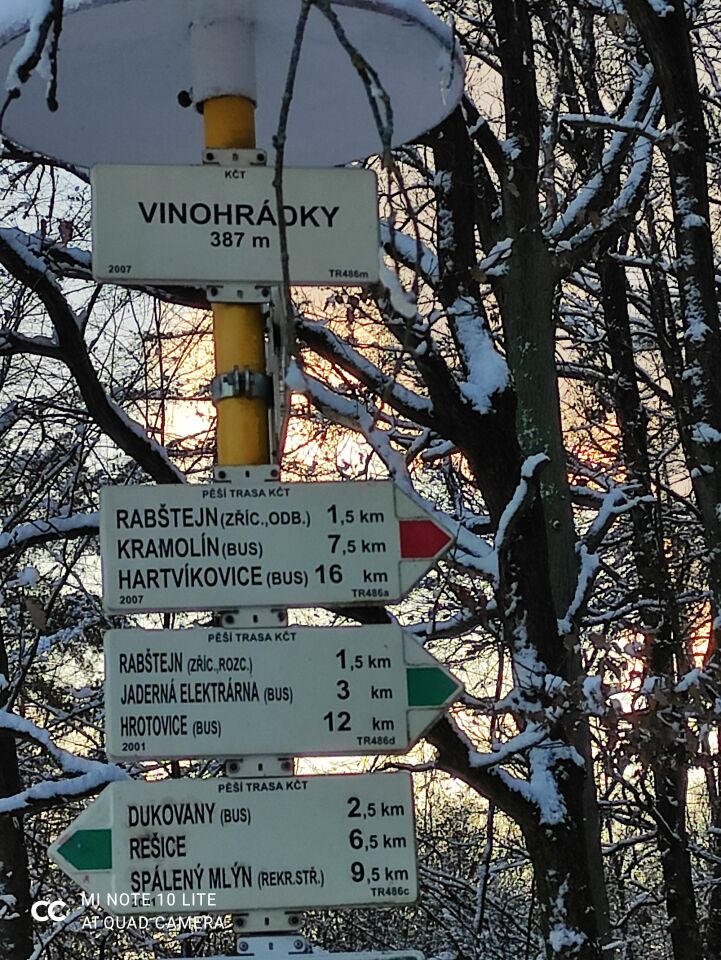 KČT
VINOHRÁDKY
387 m
2007 TR486m
PĚŠÍ TRASA KČT
RABŠTEJN (ZŘÍC.,ODB.) 1,5 km
KRAMOLÍN (BUS) 7,5 km
HARTVÍKOVICE (BUS) 16 km
2007 TR486a
PĚŠÍ TRASA KČT
RABŠTEJN (ZŘÍC.,ROZC.) 1,5 km
JADERNÁ ELEKTRÁRNA (BUS) 3 km
HROTOVICE (BUS) 12 km
2001 TR486d
PĚŠÍ TRASA KČT
DUKOVANY (BUS) 2,5 km
REŠICE 6,5 km
SPÁLENÝ MLÝN (REKR.STŘ.) 9,5 km
TR486c
MI NOTE 10 LITE
AI QUAD CAMERA